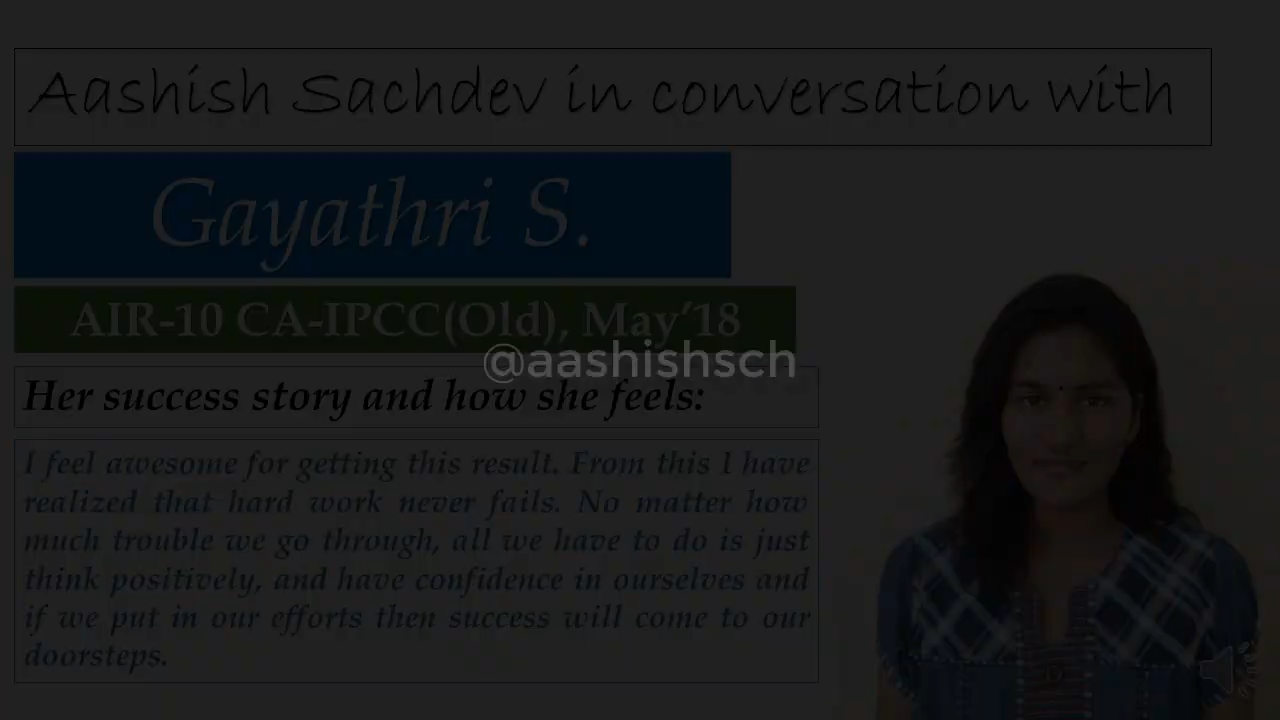 Aashish Sachdev in conversation with
Gayathri S.
AIR-10 CA-IPCC(Old), May'18
@aashishsch
Her success story and how she feels:
I feel awesome for getting this result. From this I have
realized that hard work never fails. No matter how
much trouble we go through, all we have to do is just
think positively, and have confidence in ourselves and
if we put in our efforts then success will come to our
doorsteps.